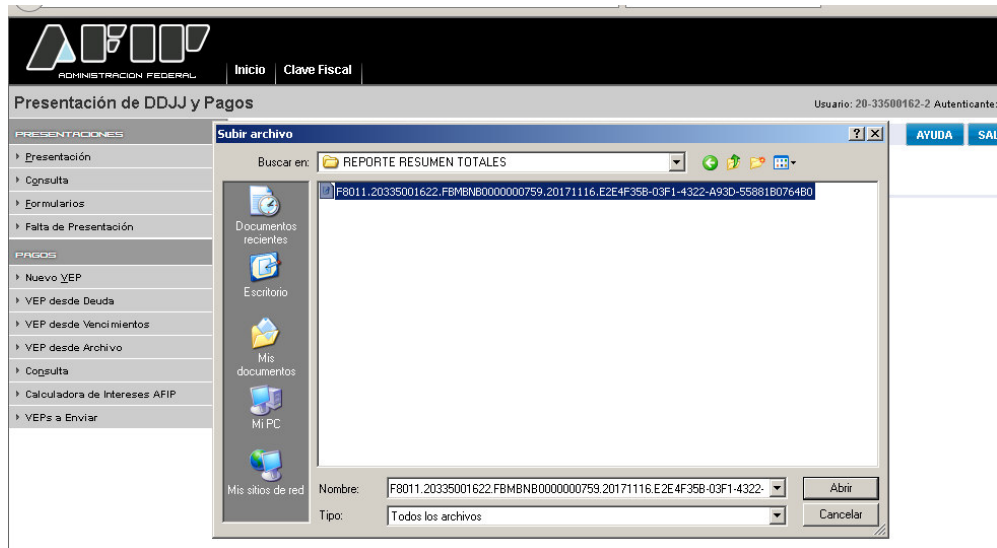 AFIP
ADMINISTRACION FEDERAL
Inicio Clave Fiscal
Presentación de DDJJ y Pagos
Usuario: 20-33500162-2 Autenticante:
PRESENTACIONES
Presentación
Consulta
Formularios
Falta de Presentación
PAGOS
Nuevo VEP
VEP desde Deuda
VEP desde Vencimientos
VEP desde Archivo
Consulta
Calculadora de Intereses AFIP
VEPs a Enviar
Subir archivo
Buscar en: REPORTE RESUMEN TOTALES
F8011.20335001622.FBMBNB0000000759.20171116.E2E4F35B-03F1-4322-A93D-55881B0764B0
Documentos
recientes
Escritorio
Mis
documentos
Mi PC
Mis sitios de red
Nombre: F8011.20335001622.FBMBNB0000000759.20171116.E2E4F35B-03F1-4322-
Abrir
Tipo: Todos los archivos
Cancelar
AYUDA SAL